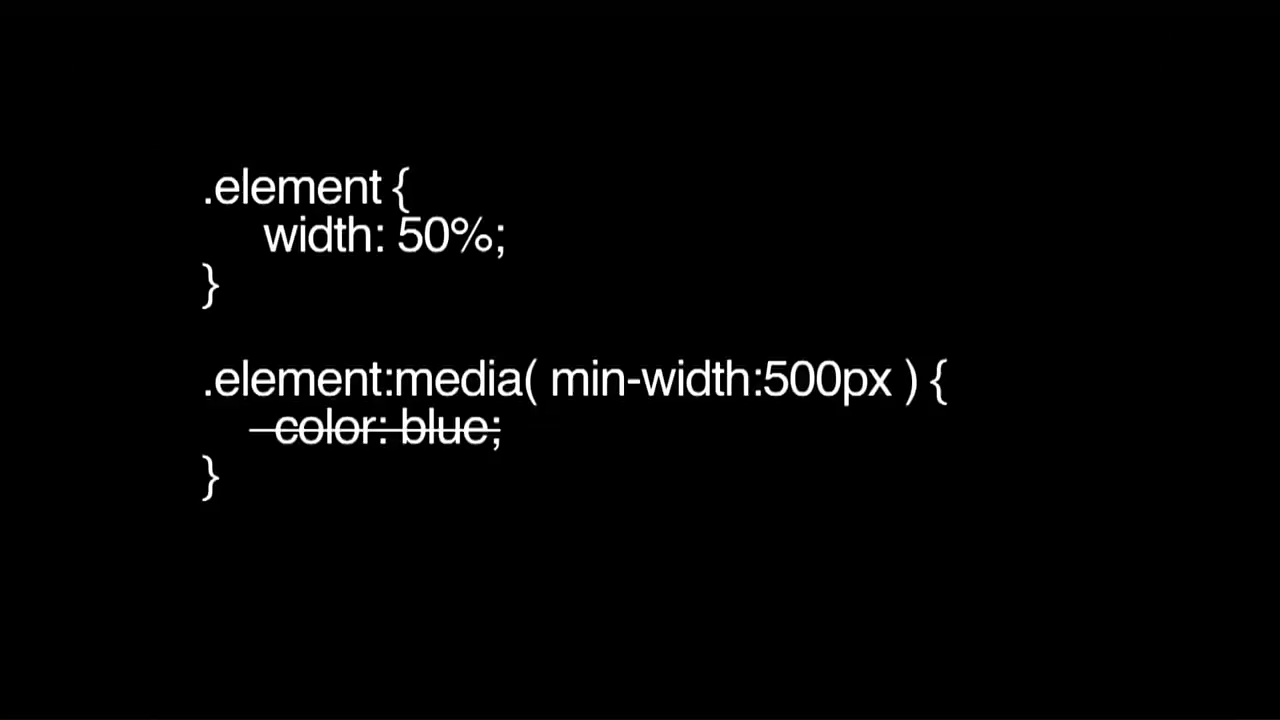 .element {
width: 50%;
}
.element:media( min-width:500px ) {
color: blue;
}